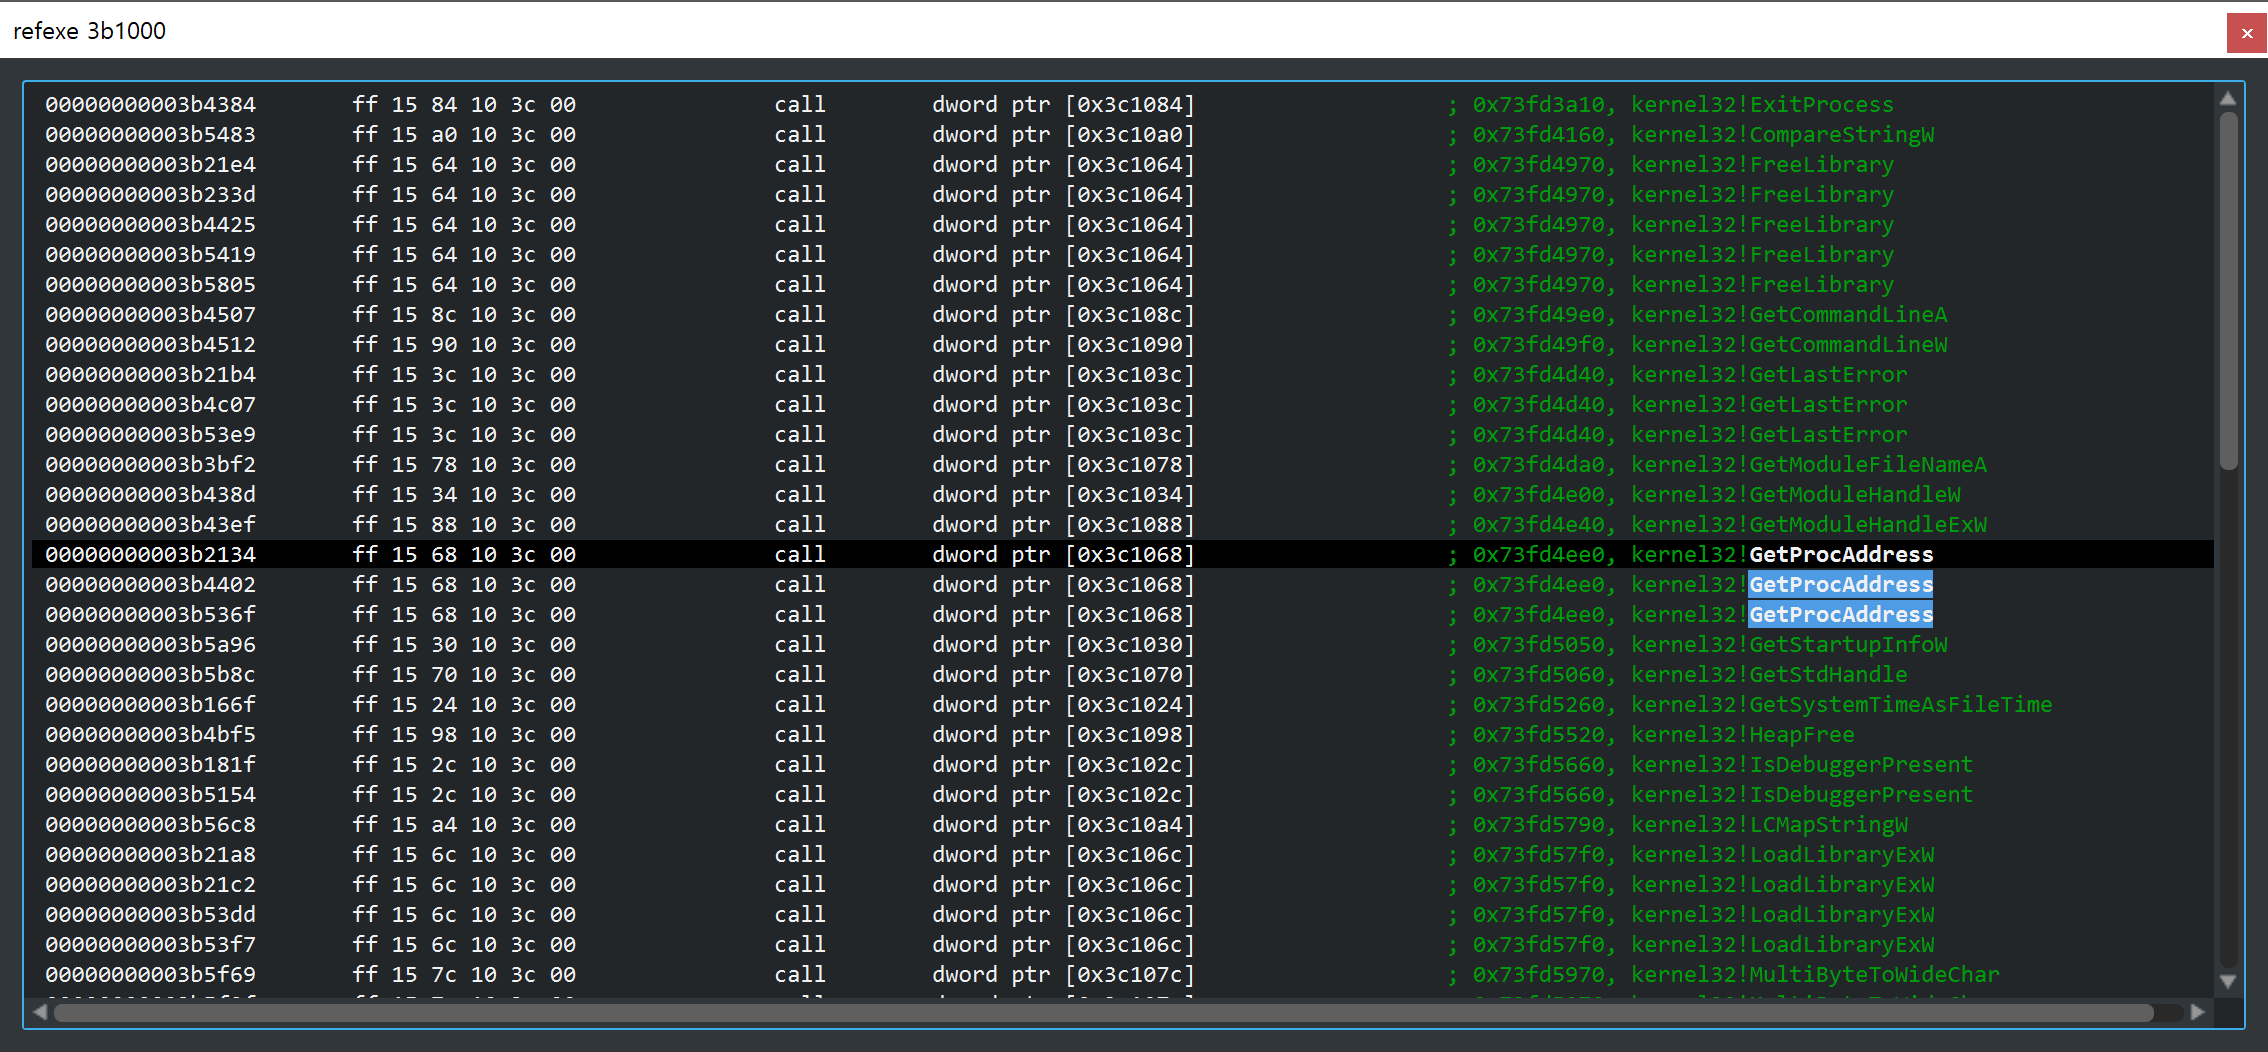 refexe 3b1000
00000000003b4384 ff 15 84 10 3c 00 call dword ptr [0x3c1084] ; 0x73fd3a10, kernel32!ExitProcess
00000000003b5483 ff 15 a0 10 3c 00 call dword ptr [0x3c10a0] ; 0x73fd4160, kernel32!CompareStringW
00000000003b21e4 ff 15 64 10 3c 00 call dword ptr [0x3c1064] ; 0x73fd4970, kernel32!FreeLibrary
00000000003b233d ff 15 64 10 3c 00 call dword ptr [0x3c1064] ; 0x73fd4970, kernel32!FreeLibrary
00000000003b4425 ff 15 64 10 3c 00 call dword ptr [0x3c1064] ; 0x73fd4970, kernel32!FreeLibrary
00000000003b5419 ff 15 64 10 3c 00 call dword ptr [0x3c1064] ; 0x73fd4970, kernel32!FreeLibrary
00000000003b5805 ff 15 64 10 3c 00 call dword ptr [0x3c1064] ; 0x73fd4970, kernel32!FreeLibrary
00000000003b4507 ff 15 8c 10 3c 00 call dword ptr [0x3c108c] ; 0x73fd49e0, kernel32!GetCommandLineA
00000000003b4512 ff 15 90 10 3c 00 call dword ptr [0x3c1090] ; 0x73fd49f0, kernel32!GetCommandLineW
00000000003b21b4 ff 15 3c 10 3c 00 call dword ptr [0x3c103c] ; 0x73fd4d40, kernel32!GetLastError
00000000003b4c07 ff 15 3c 10 3c 00 call dword ptr [0x3c103c] ; 0x73fd4d40, kernel32!GetLastError
00000000003b53e9 ff 15 3c 10 3c 00 call dword ptr [0x3c103c] ; 0x73fd4d40, kernel32!GetLastError
00000000003b3bf2 ff 15 78 10 3c 00 call dword ptr [0x3c1078] ; 0x73fd4da0, kernel32!GetModuleFileNameA
00000000003b438d ff 15 34 10 3c 00 call dword ptr [0x3c1034] ; 0x73fd4e00, kernel32!GetModuleHandleW
00000000003b43ef ff 15 88 10 3c 00 call dword ptr [0x3c1088] ; 0x73fd4e40, kernel32!GetModuleHandleExW
00000000003b2134 ff 15 68 10 3c 00 call dword ptr [0x3c1068] ; 0x73fd4ee0, kernel32!GetProcAddress
00000000003b4402 ff 15 68 10 3c 00 call dword ptr [0x3c1068] ; 0x73fd4ee0, kernel32!GetProcAddress
00000000003b536f ff 15 68 10 3c 00 call dword ptr [0x3c1068] ; 0x73fd4ee0, kernel32!GetProcAddress
00000000003b5a96 ff 15 30 10 3c 00 call dword ptr [0x3c1030] ; 0x73fd5050, kernel32!GetStartupInfoW
00000000003b5b8c ff 15 70 10 3c 00 call dword ptr [0x3c1070] ; 0x73fd5060, kernel32!GetStdHandle
00000000003b166f ff 15 24 10 3c 00 call dword ptr [0x3c1024] ; 0x73fd5260, kernel32!GetSystemTimeAsFileTime
00000000003b4bf5 ff 15 98 10 3c 00 call dword ptr [0x3c1098] ; 0x73fd5520, kernel32!HeapFree
00000000003b181f ff 15 2c 10 3c 00 call dword ptr [0x3c102c] ; 0x73fd5660, kernel32!IsDebuggerPresent
00000000003b5154 ff 15 2c 10 3c 00 call dword ptr [0x3c102c] ; 0x73fd5660, kernel32!IsDebuggerPresent
00000000003b56c8 ff 15 a4 10 3c 00 call dword ptr [0x3c10a4] ; 0x73fd5790, kernel32!LCMapStringW
00000000003b21a8 ff 15 6c 10 3c 00 call dword ptr [0x3c106c] ; 0x73fd57f0, kernel32!LoadLibraryExW
00000000003b21c2 ff 15 6c 10 3c 00 call dword ptr [0x3c106c] ; 0x73fd57f0, kernel32!LoadLibraryExW
00000000003b53dd ff 15 6c 10 3c 00 call dword ptr [0x3c106c] ; 0x73fd57f0, kernel32!LoadLibraryExW
00000000003b53f7 ff 15 6c 10 3c 00 call dword ptr [0x3c106c] ; 0x73fd57f0, kernel32!LoadLibraryExW
00000000003b5f69 ff 15 7c 10 3c 00 call dword ptr [0x3c107c] ; 0x73fd5970, kernel32!MultiByteToWideChar